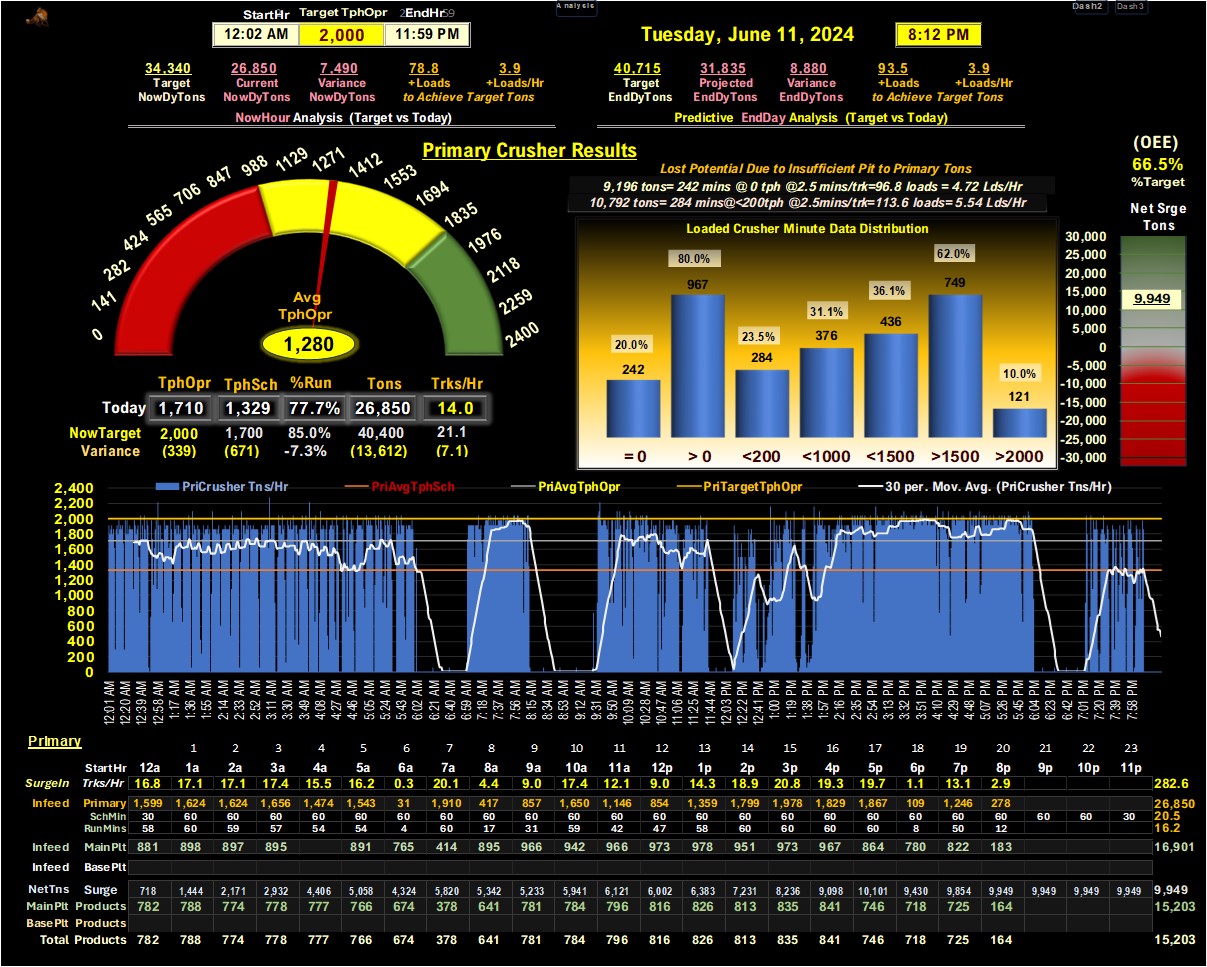 StartHr Target TphOpr EndHr
12:02 AM 2,000 11:59 PM
Analysis
Dash2 Dash3
Tuesday, June 11, 2024 8:12 PM
34,340 26,850 7,490 78.8 3.9
Target Current Variance +Loads +Loads/Hr
NowDyTons NowDyTons NowDyTons to Achieve Target Tons
NowHour Analysis (Target vs Today)
40,715 31,835 8,880 93.5 3.9
Target Projected Variance +Loads +Loads/Hr
EndDyTons EndDyTons EndDyTons to Achieve Target Tons
Predictive EndDay Analysis (Target vs Today)
Primary Crusher Results
0 141 282 424 565 706 847 988 1129 1271 1412 1553 1694 1835 1976 2118 2259 2400
Avg
TphOpr
1,280
TphOpr TphSch %Run Tons Trks/Hr
Today 1,710 1,329 77.7% 26,850 14.0
NowTarget 2,000 1,700 85.0% 40,400 21.1
Variance (339) (671) -7.3% (13,612) (7.1)
Lost Potential Due to Insufficient Pit to Primary Tons
9,196 tons= 242 mins @ 0 tph @2.5 mins/trk=96.8 loads = 4.72 Lds/Hr
10,792 tons= 284 mins@<200tph @2.5mins/trk=113.6 loads= 5.54 Lds/Hr
Loaded Crusher Minute Data Distribution
20.0% 80.0% 23.5% 31.1% 36.1% 62.0% 10.0%
242 967 284 376 436 749 121
= 0 > 0 <200 <1000 <1500 >1500 >2000
(OEE)
66.5%
%Target
Net Srge
Tons
30,000
25,000
20,000
15,000
10,000
5,000
0
-5,000
-10,000
-15,000
-20,000
-25,000
-30,000
9,949
PriCrusher Tns/Hr PriAvgTphSch PriAvgTphOpr PriTargetTphOpr 30 per. Mov. Avg. (PriCrusher Tns/Hr)
2,400
2,200
2,000
1,800
1,600
1,400
1,200
1,000
800
600
400
200
0
12:01 AM 12:20 AM 12:39 AM 12:58 AM 1:17 AM 1:36 AM 1:55 AM 2:14 AM 2:33 AM 2:52 AM 3:11 AM 3:30 AM 3:49 AM 4:08 AM 4:27 AM 4:46 AM 5:05 AM 5:24 AM 5:43 AM 6:02 AM 6:21 AM 6:40 AM 6:59 AM 7:18 AM 7:37 AM 7:56 AM 8:15 AM 8:34 AM 8:53 AM 9:12 AM 9:31 AM 9:50 AM 10:09 AM 10:28 AM 10:47 AM 11:06 AM 11:25 AM 11:44 AM 12:03 PM 12:22 PM 12:41 PM 1:00 PM 1:19 PM 1:38 PM 1:57 PM 2:16 PM 2:35 PM 2:54 PM 3:13 PM 3:32 PM 3:51 PM 4:10 PM 4:29 PM 4:48 PM 5:07 PM 5:26 PM 5:45 PM 6:04 PM 6:23 PM 6:42 PM 7:01 PM 7:20 PM 7:39 PM 7:58 PM
Primary 1 2 3 4 5 6 7 8 9 10 11 12 13 14 15 16 17 18 19 20 21 22 23
StartHr 12a 1a 2a 3a 4a 5a 6a 7a 8a 9a 10a 11a 12p 1p 2p 3p 4p 5p 6p 7p 8p 9p 10p 11p
SurgeIn Trks/Hr 16.8 17.1 17.1 17.4 15.5 16.2 0.3 20.1 4.4 9.0 17.4 12.1 9.0 14.3 18.9 20.8 19.3 19.7 1.1 13.1 2.9 282.6
Infeed Primary 1,599 1,624 1,624 1,656 1,474 1,543 31 1,910 417 857 1,650 1,146 854 1,359 1,799 1,978 1,829 1,867 109 1,246 278 26,850
SchMin 30 60 60 60 60 60 60 60 60 60 60 60 60 60 60 60 60 60 60 60 60 60 60 30 20.5
RunMins 58 60 59 57 54 54 4 60 17 31 59 42 47 58 60 60 60 60 8 50 12 16.2
Infeed MainPlt 881 898 897 895 891 765 414 895 966 942 966 973 978 951 973 967 864 780 822 183 16,901
Infeed BasePlt
NetTns Surge 718 1,444 2,171 2,932 4,406 5,058 4,324 5,820 5,342 5,233 5,941 6,121 6,002 6,383 7,231 8,236 9,098 10,101 9,430 9,854 9,949 9,949 9,949 9,949 9,949
MainPlt Products 782 788 774 778 777 766 674 378 641 781 784 796 816 826 813 835 841 746 718 725 164 15,203
BasePlt Products
Total Products 782 788 774 778 777 766 674 378 641 781 784 796 816 826 813 835 841 746 718 725 164 15,203